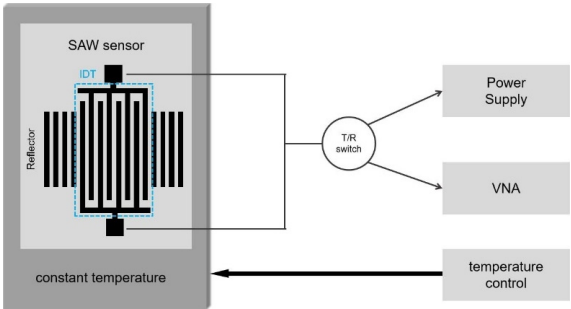 SAW sensor
IDT
Reflector
constant temperature
T/R
switch
Power
Supply
VNA
temperature
control